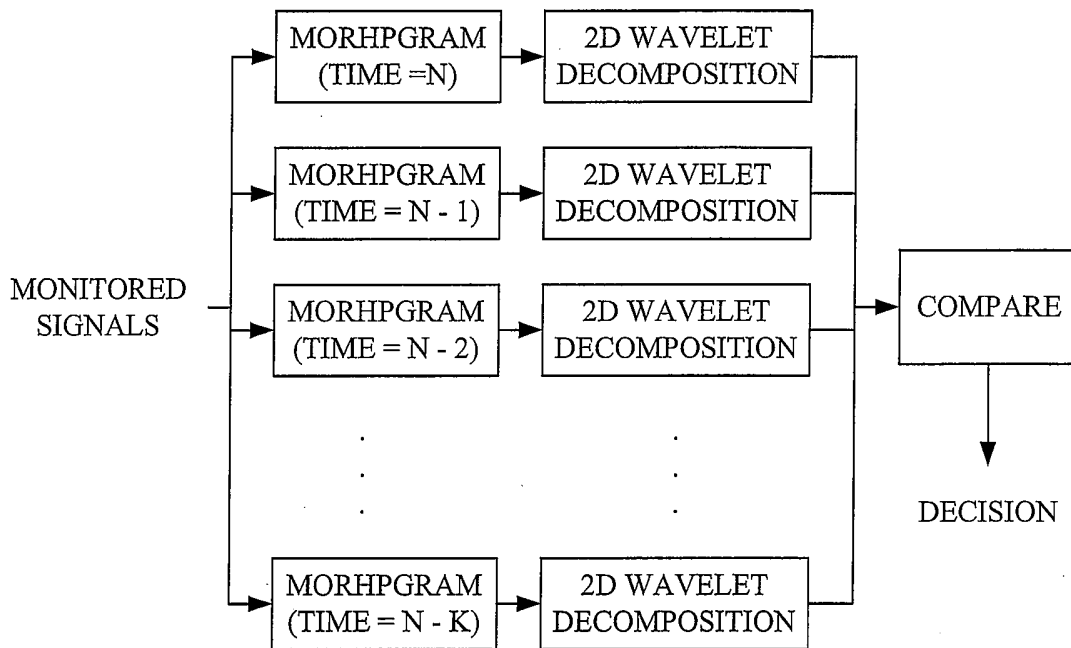 MORHPGRAM
(TIME =N)
2D WAVELET
DECOMPOSITION
MORHPGRAM
(TIME = N - 1)
2D WAVELET
DECOMPOSITION
MONITORED
SIGNALS
MORHPGRAM
(TIME = N - 2)
2D WAVELET
DECOMPOSITION
COMPARE
DECISION
MORHPGRAM
(TIME = N - K)
2D WAVELET
DECOMPOSITION